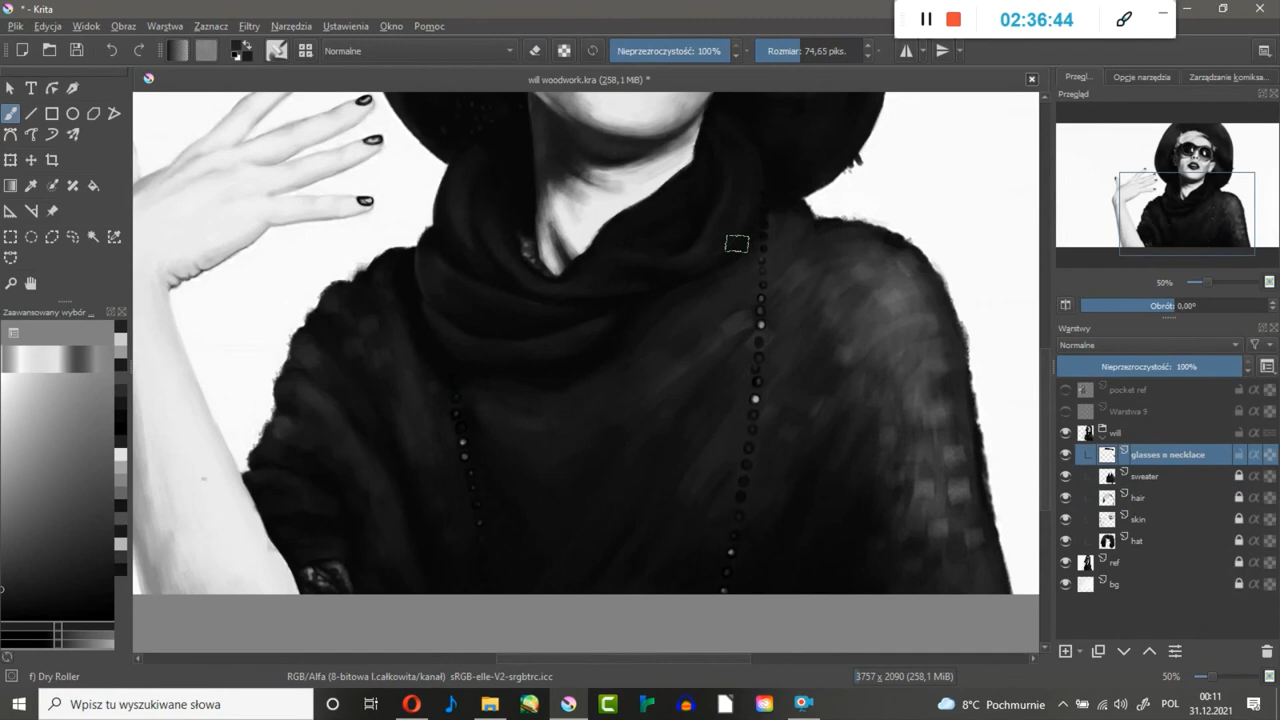 * - Krita
02:36:44
Plik Edycja Widok Obraz Warstwa Zaznacz Filtry Narzędzia Ustawienia Okno Pomoc
Normalne
Nieprzezroczystość: 100%
Rozmiar: 74,65 piks.
will woodwork.kra (258,1 MiB) *
Przegl... Opcje narzędzia Zarządzanie komiksa...
Przegląd
50%
Obrót: 0,00°
Zaawansowany wybór ...
Warstwy
Normalne
Nieprzezroczystość: 100%
pocket ref
Warstwa 9
will
glasses n necklace
sweater
hair
skin
hat
ref
bg
f) Dry Roller
RGB/Alfa (8-bitowa l.całkowita/kanał) sRGB-elle-V2-srgbtrc.icc
3757 x 2090 (258,1 MiB)
50%
Wpisz tu wyszukiwane słowo
8°C Pochmurnie
00:11
31.12.2021